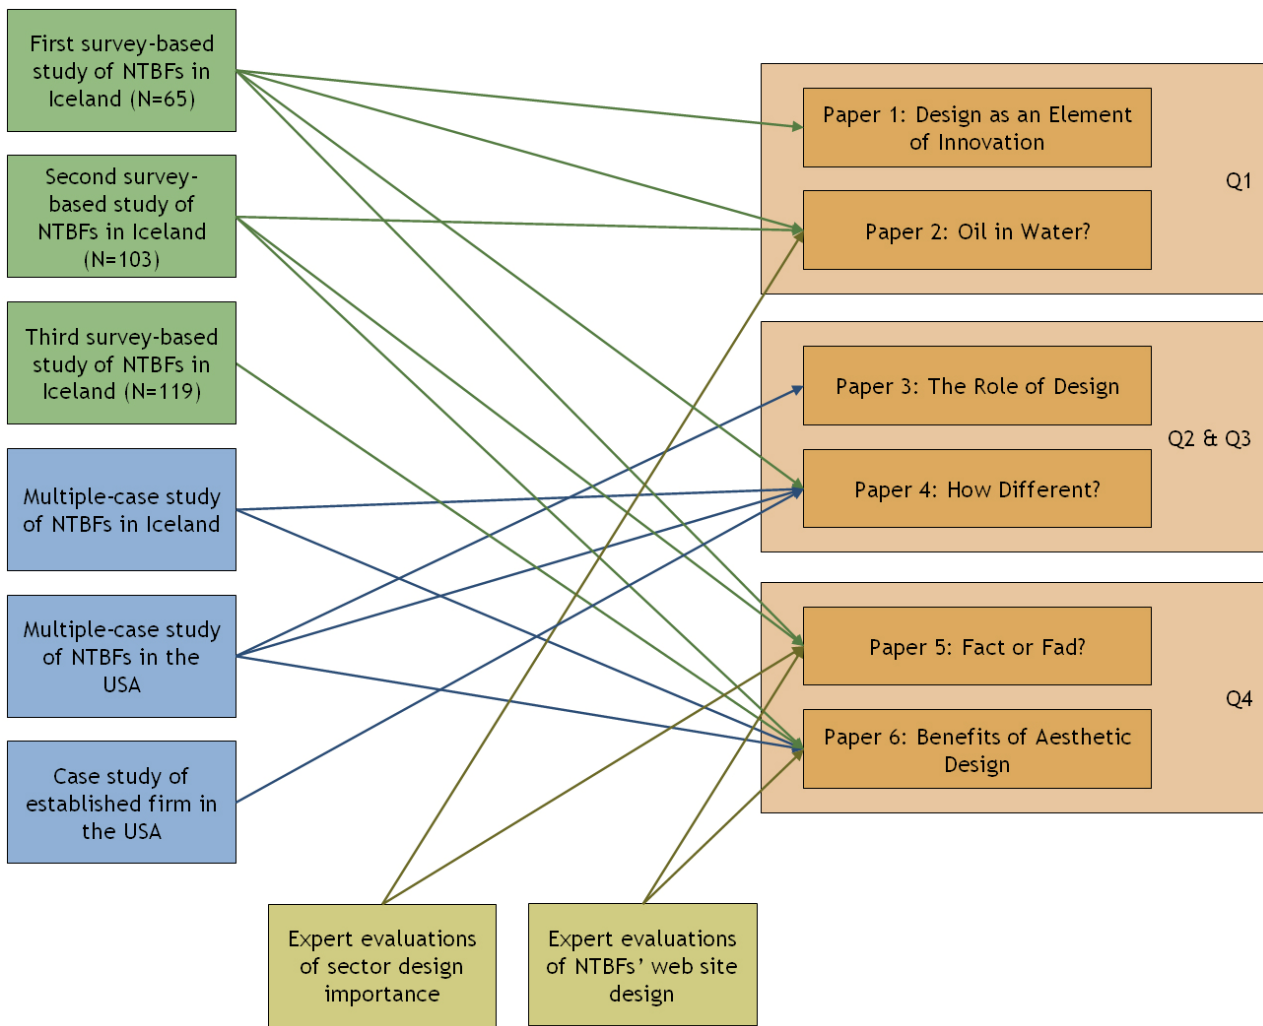 First survey-based
study of NTBFs in
Iceland (N=65)
Second survey-
based study of
NTBFs in Iceland
(N=103)
Third survey-based
study of NTBFs in
Iceland (N=119)
Multiple-case study
of NTBFs in Iceland
Multiple-case study
of NTBFs in the
USA
Case study of
established firm in
the USA
Paper 1: Design as an Element
of Innovation
Paper 2: Oil in Water?
Q1
Paper 3: The Role of Design
Paper 4: How Different?
Q2 & Q3
Paper 5: Fact or Fad?
Paper 6: Benefits of Aesthetic
Design
Q4
Expert evaluations
of sector design
importance
Expert evaluations
of NTBFs’ web site
design